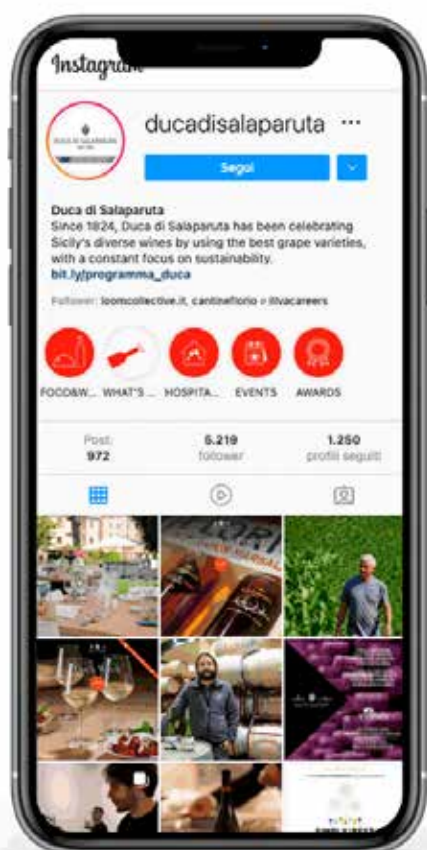 Instagram
ducadisalaparuta ...
Segui
Duca di Salaparuta
Since 1824, Duca di Salaparuta has been celebrating
Sicily's diverse wines by using the best grape varieties,
with a constant focus on sustainability.
bit.ly/programma_duca
Follower: loomcollective.it, cantineflorio e illvacareers
FOOD&W... WHAT'S ... HOSPITA... EVENTS AWARDS
Post: 5.219 1.250
972 follower profili seguiti